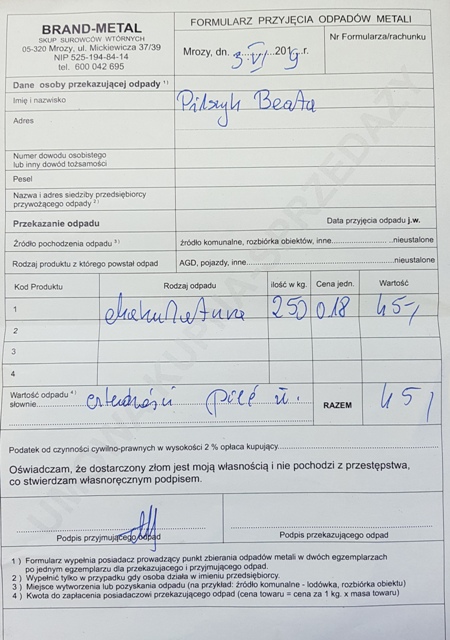 BRAND-METAL
SKUP SUROWCÓW WTÓRNYCH
05-320 Mrozy, ul. Mickiewicza 37/39
NIP 525-194-84-14
tel. 600 042 695
FORMULARZ PRZYJĘCIA ODPADÓW METALI
Mrozy, dn. 3.VI 2019 r.
Nr Formularza/rachunku
Dane osoby przekazującej odpady 1)
Imię i nazwisko Beata
Adres
Numer dowodu osobistego
lub inny dowód tożsamości
Pesel
Nazwa i adres siedziby przedsiębiorcy
przywożącego odpady 2)
Przekazanie odpadu Data przyjęcia odpadu j.w.
Źródło pochodzenia odpadu 3) źródło komunalne, rozbiórka obiektów, inne...nieustalone
Rodzaj produktu z którego powstał odpad AGD, pojazdy, inne...nieustalone
Kod Produktu Rodzaj odpadu ilość w kg. Cena jedn. Wartość
1 makulatura 250 018 45,-
2
3
4
Wartość odpadu 4)
słownie... czterdzieści pięć zł. RAZEM 45,-
Podatek od czynności cywilno-prawnych w wysokości 2 % opłaca kupujący...
Oświadczam, że dostarczony złom jest moją własnością i nie pochodzi z przestępstwa,
co stwierdzam własnoręcznym podpisem.
Podpis przyjmującego odpad Podpis przekazującego odpad
1 ) Formularz wypełnia posiadacz prowadzący punkt zbierania odpadów metali w dwóch egzemplarzach
po jednym egzemplarzu dla przekazującego i przyjmującego odpad.
2 ) Wypełnić tylko w przypadku gdy osoba działa w imieniu przedsiębiorcy.
3 ) Miejsce wytworzenia lub pozyskania odpadu (na przykład: źródło komunalne - lodówka, rozbiórka obiektu)
4 ) Kwota do zapłacenia posiadaczowi przekazującego odpad (cena towaru = cena za 1 kg. x masa towaru)
UMOWA KUPNA-SPRZEDAŻY